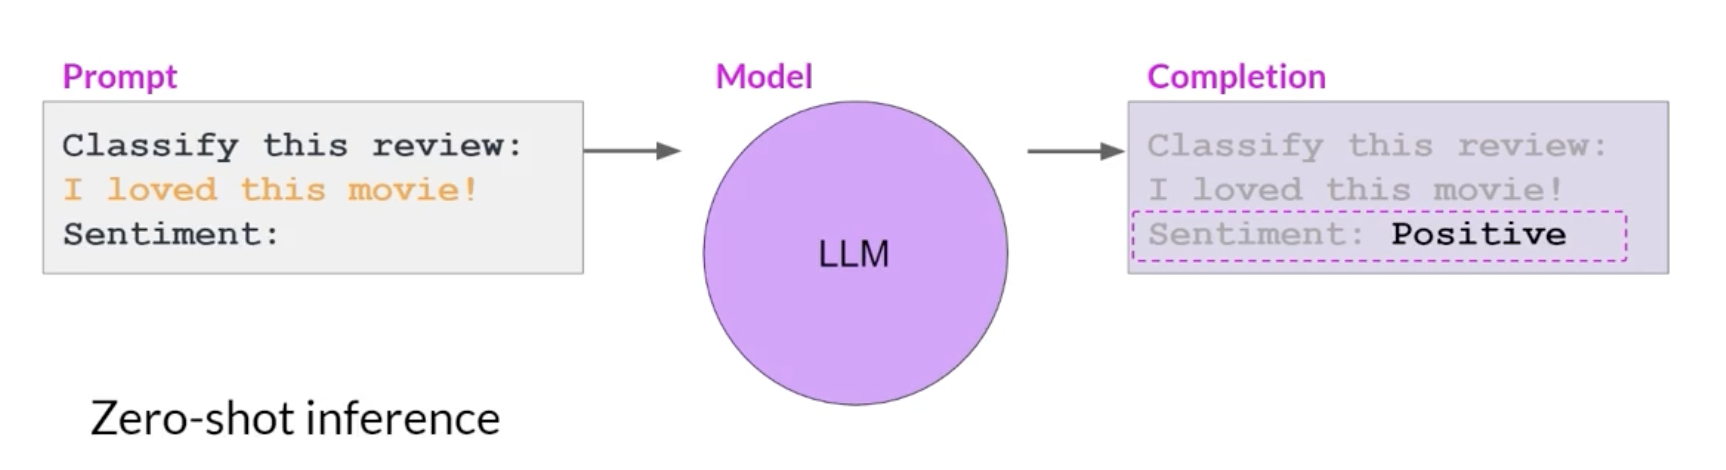 Prompt
Classify this review:
I loved this movie!
Sentiment:
Model
LLM
Completion
Classify this review:
I loved this movie!
Sentiment: Positive
Zero-shot inference